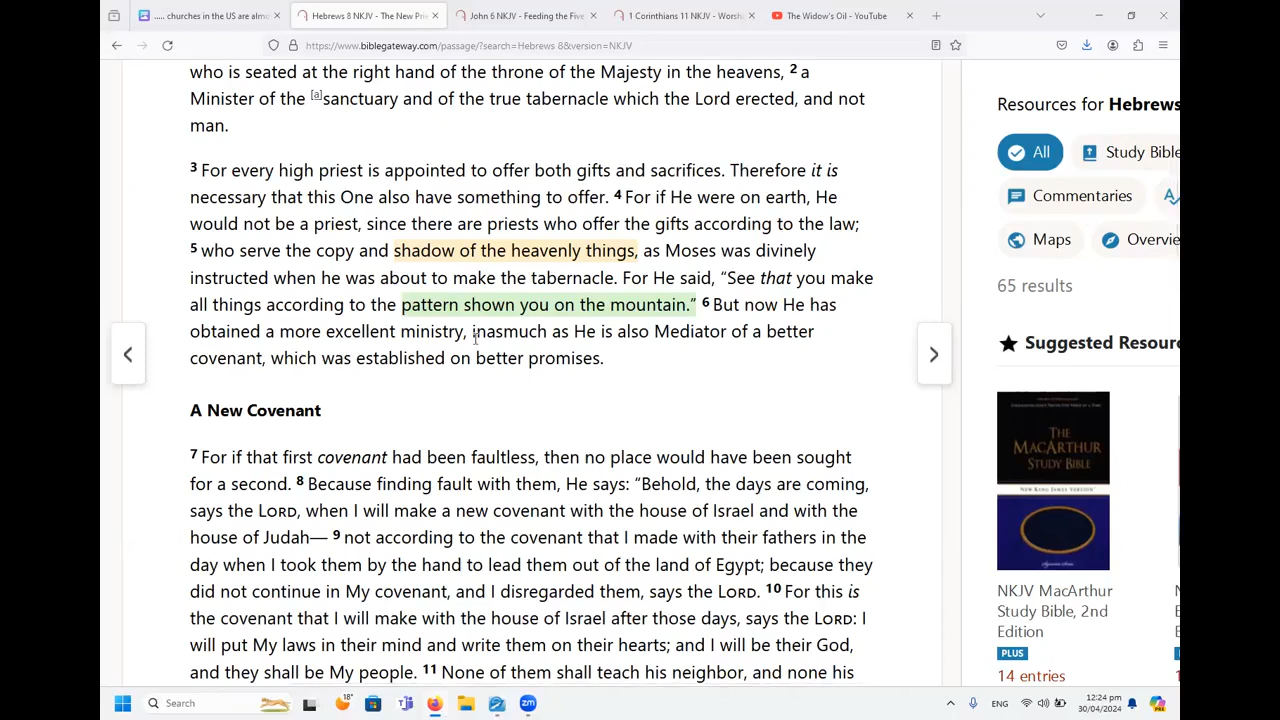 ..... churches in the US are almo
Hebrews 8 NKJV - The New Prie
John 6 NKJV - Feeding the Five
1 Corinthians 11 NKJV - Worsh
The Widow's Oil - YouTube
https://www.biblegateway.com/passage/?search=Hebrews 8&version=NKJV
who is seated at the right hand of the throne of the Majesty in the heavens, 2 a
Minister of the [a]sanctuary and of the true tabernacle which the Lord erected, and not
man.
3 For every high priest is appointed to offer both gifts and sacrifices. Therefore it is
necessary that this One also have something to offer. 4 For if He were on earth, He
would not be a priest, since there are priests who offer the gifts according to the law;
5 who serve the copy and shadow of the heavenly things, as Moses was divinely
instructed when he was about to make the tabernacle. For He said, “See that you make
all things according to the pattern shown you on the mountain.” 6 But now He has
obtained a more excellent ministry, inasmuch as He is also Mediator of a better
covenant, which was established on better promises.
A New Covenant
7 For if that first covenant had been faultless, then no place would have been sought
for a second. 8 Because finding fault with them, He says: “Behold, the days are coming,
says the LORD, when I will make a new covenant with the house of Israel and with the
house of Judah— 9 not according to the covenant that I made with their fathers in the
day when I took them by the hand to lead them out of the land of Egypt; because they
did not continue in My covenant, and I disregarded them, says the LORD. 10 For this is
the covenant that I will make with the house of Israel after those days, says the LORD: I
will put My laws in their mind and write them on their hearts; and I will be their God,
and they shall be My people. 11 None of them shall teach his neighbor, and none his
Resources for Hebrews
All
Study Bible
Commentaries
Maps
Overvie
65 results
Suggested Resourc
THE
MACARTHUR
STUDY BIBLE
NEW KING JAMES VERSION
NKJV MacArthur
Study Bible, 2nd
Edition
PLUS
14 entries
Search
18°
ENG
12:24 pm
30/04/2024